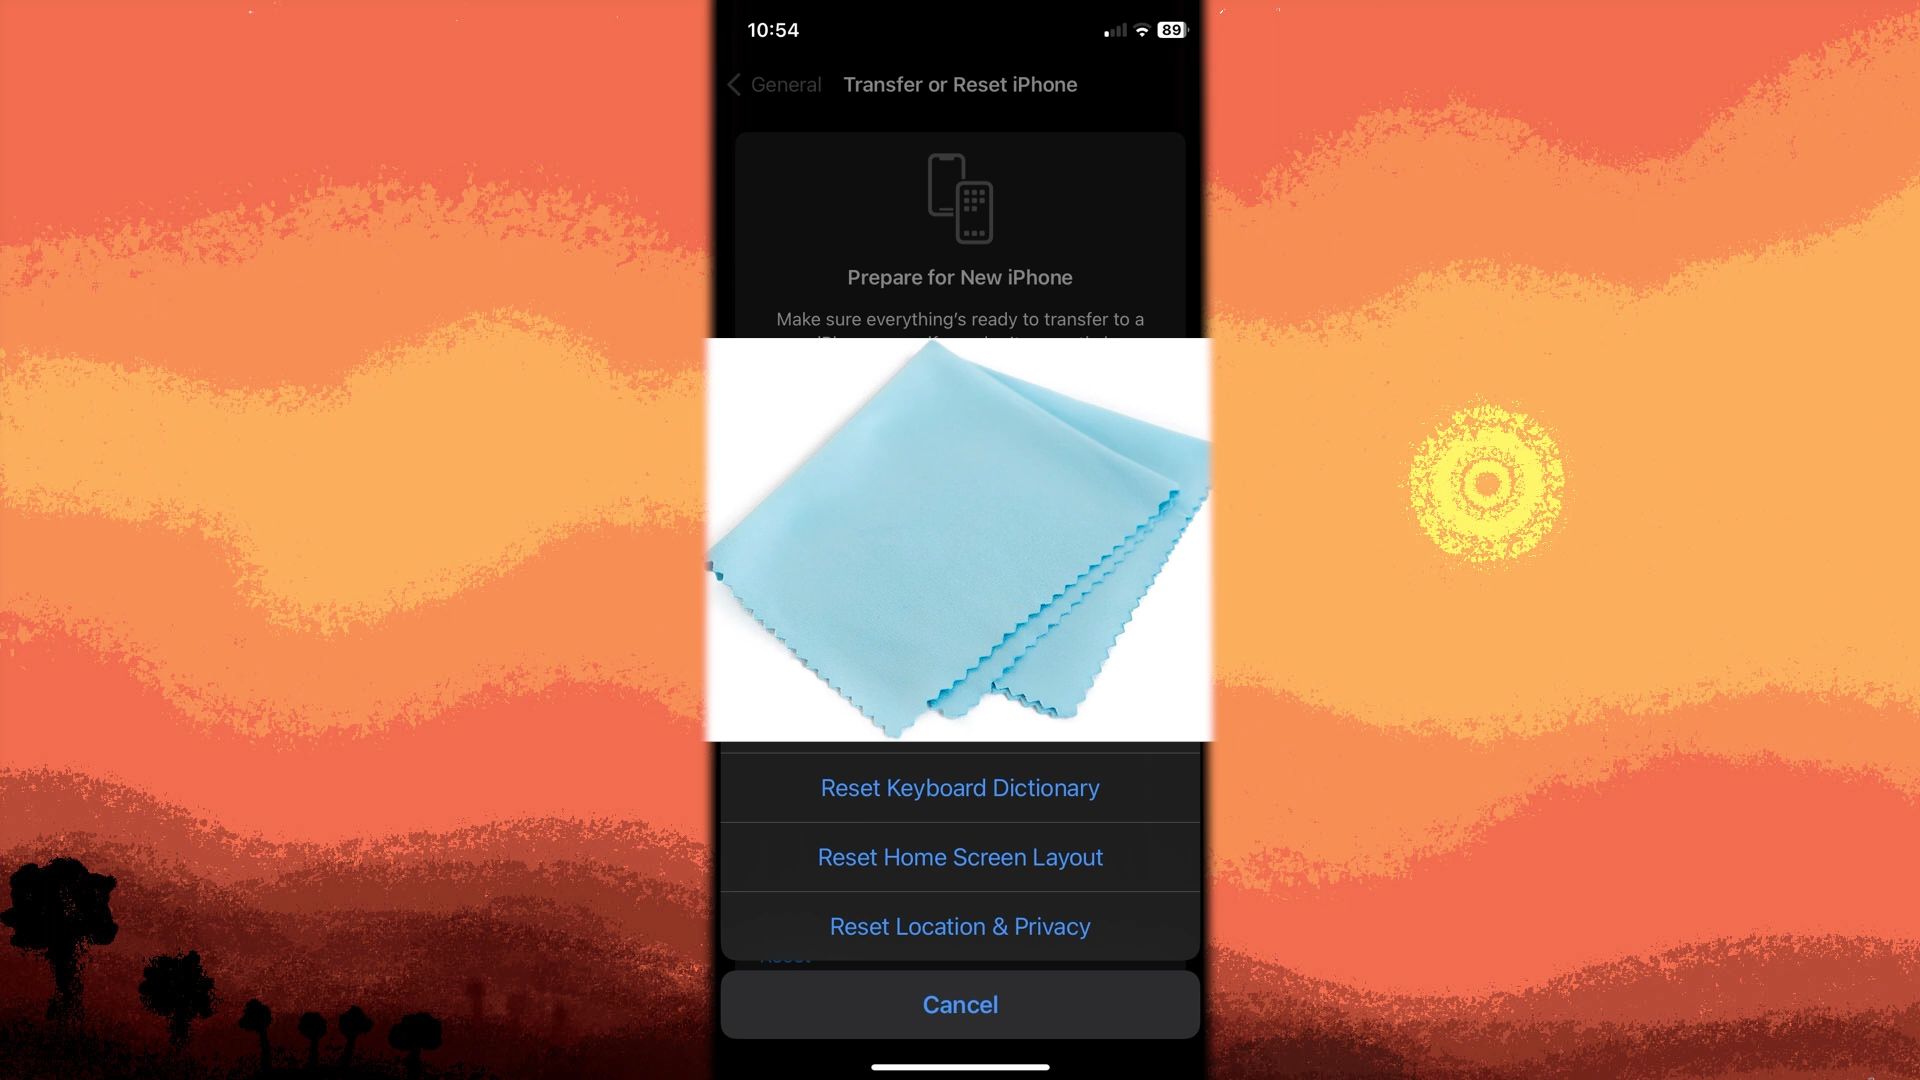 10:54
89
General
Transfer or Reset iPhone
Prepare for New iPhone
Make sure everything's ready to transfer to a
Reset Keyboard Dictionary
Reset Home Screen Layout
Reset Location & Privacy
Cancel